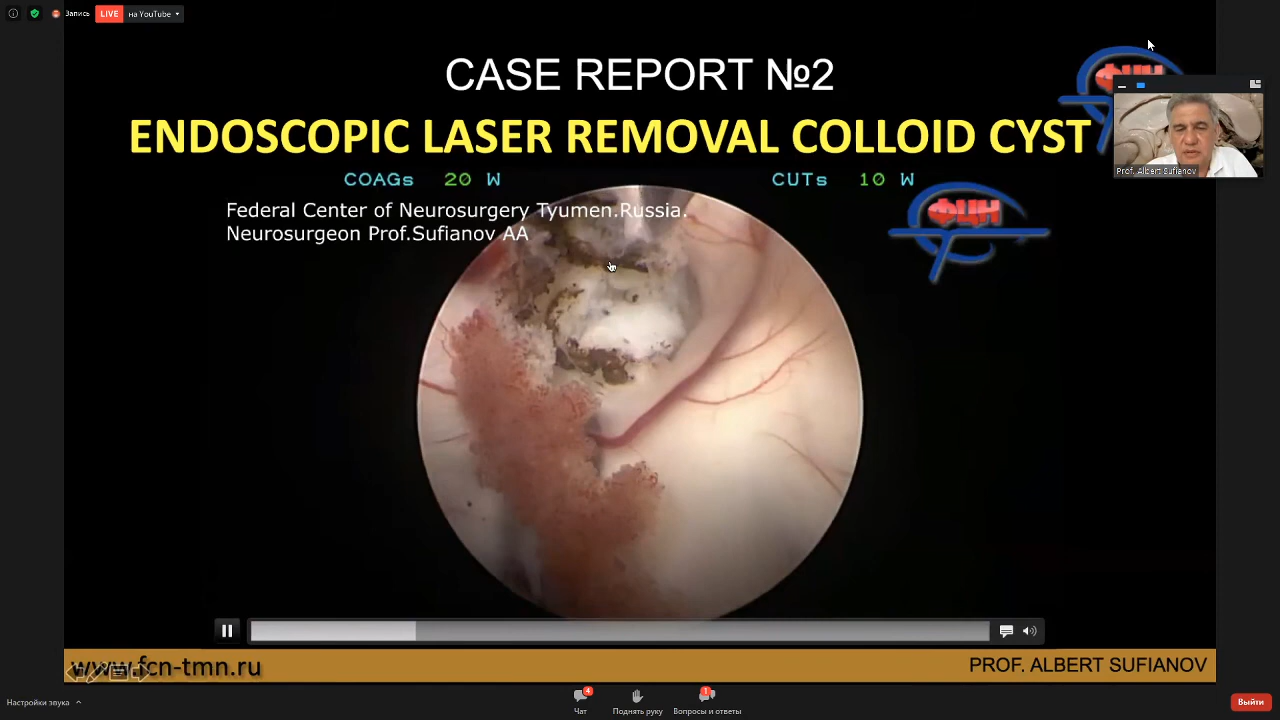 Запись
LIVE
на YouTube
CASE REPORT №2
ENDOSCOPIC LASER REMOVAL COLLOID CYST
COAGs 20 W
CUTs 10 W
Federal Center of Neurosurgery Tyumen.Russia.
Neurosurgeon Prof.Sufianov AA
ФЦН
ФЦН
Prof. Albert Sufianov
www.fcn-tmn.ru
PROF. ALBERT SUFIANOV
Настройки звука
4
Чат
Поднять руку
1
Вопросы и ответы
Выйти